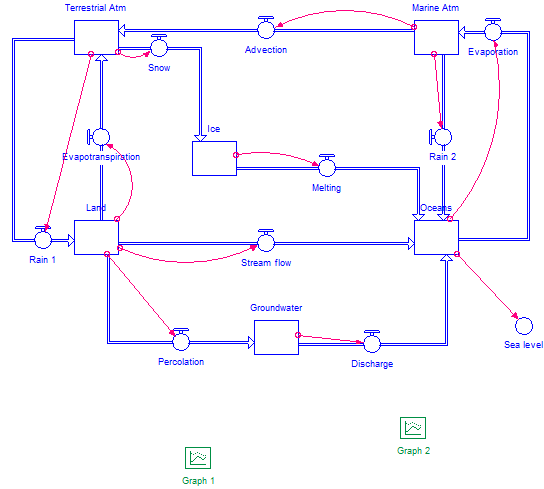 Terrestrial Atm
Marine Atm
Advection
Evaporation
Snow
Ice
Evapotranspiration
Rain 2
Melting
Land
Oceans
Rain 1
Stream flow
Groundwater
Sea level
Percolation
Discharge
Graph 2
Graph 1